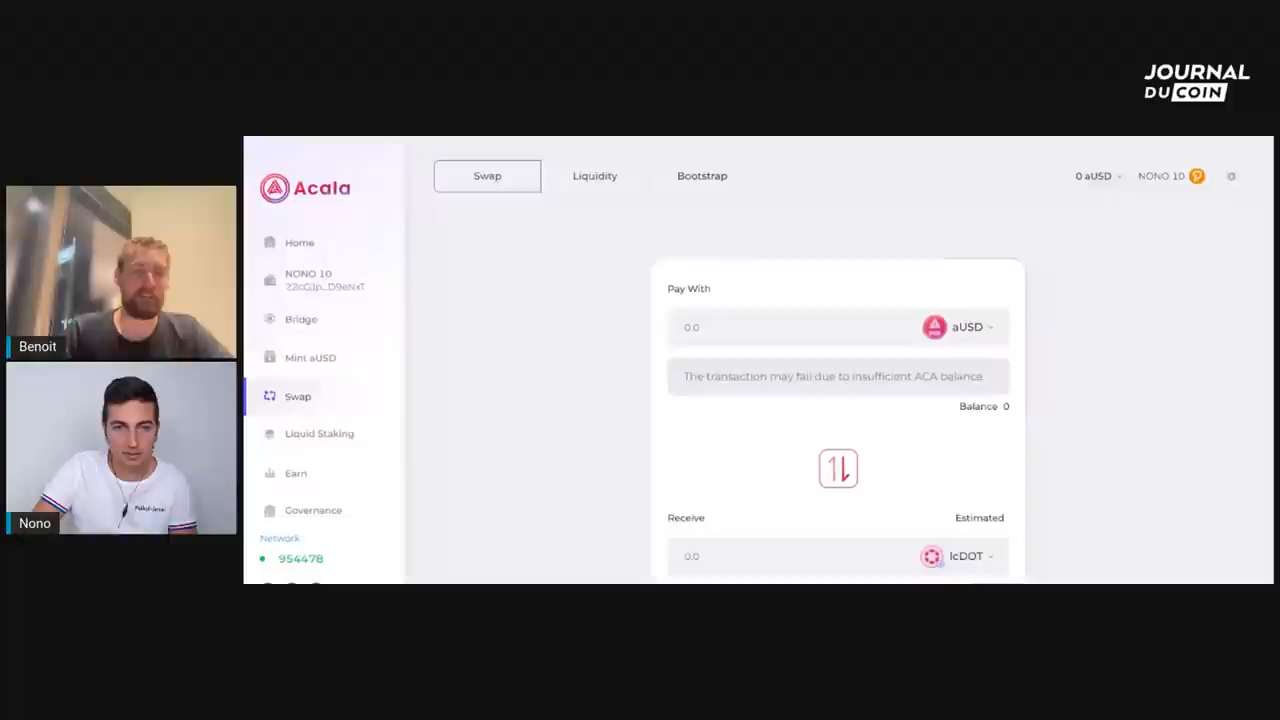 JOURNAL
DU COIN
Acala
Swap
Liquidity
Bootstrap
0 aUSD
NONO 10
Home
NONO 10
Bridge
Mint aUSD
Swap
Liquid Staking
Earn
Governance
Network
954478
Pay With
0.0
aUSD
The transaction may fail due to insufficient ACA balance.
Balance 0
Receive
Estimated
0.0
lcDOT
Benoit
Nono